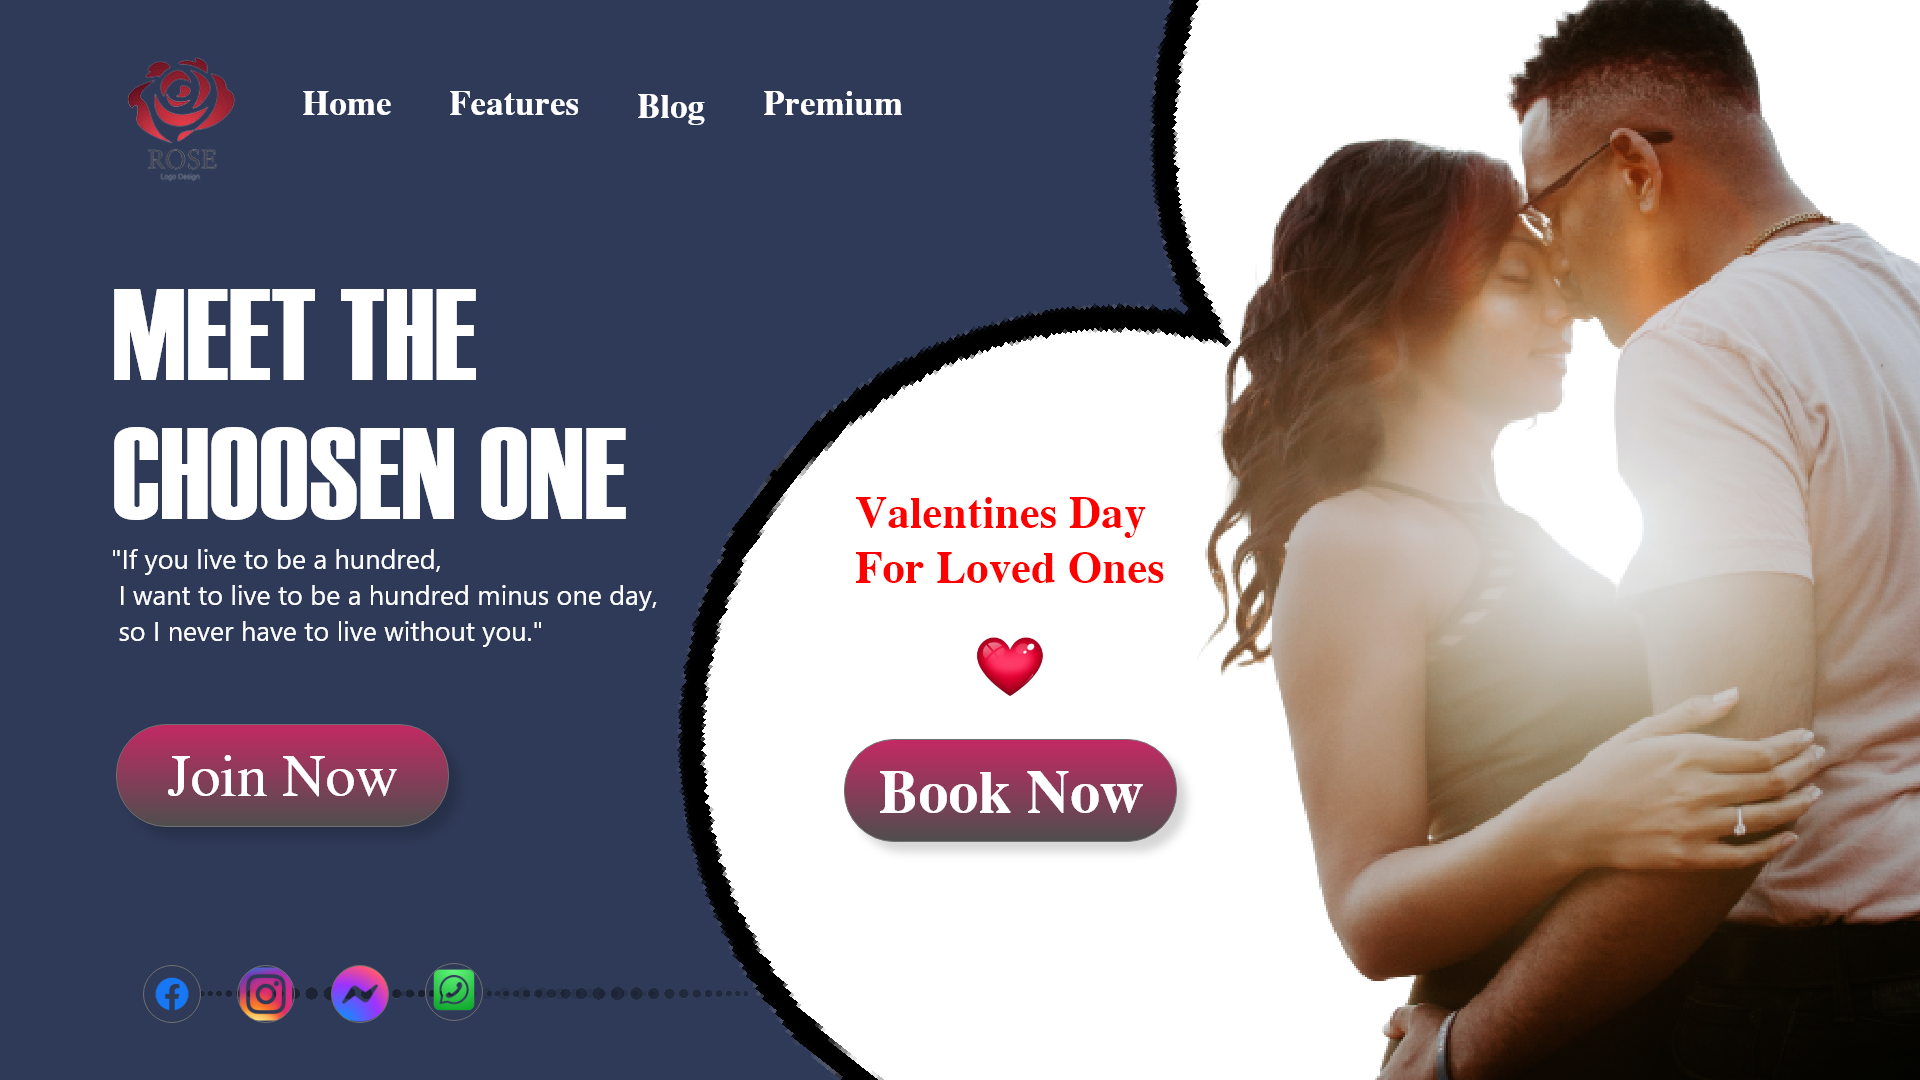 ROSE
Logo Design
Home Features Blog Premium
MEET THE
CHOOSEN ONE
"If you live to be a hundred,
I want to live to be a hundred minus one day,
so I never have to live without you."
Join Now
Valentines Day
For Loved Ones
Book Now